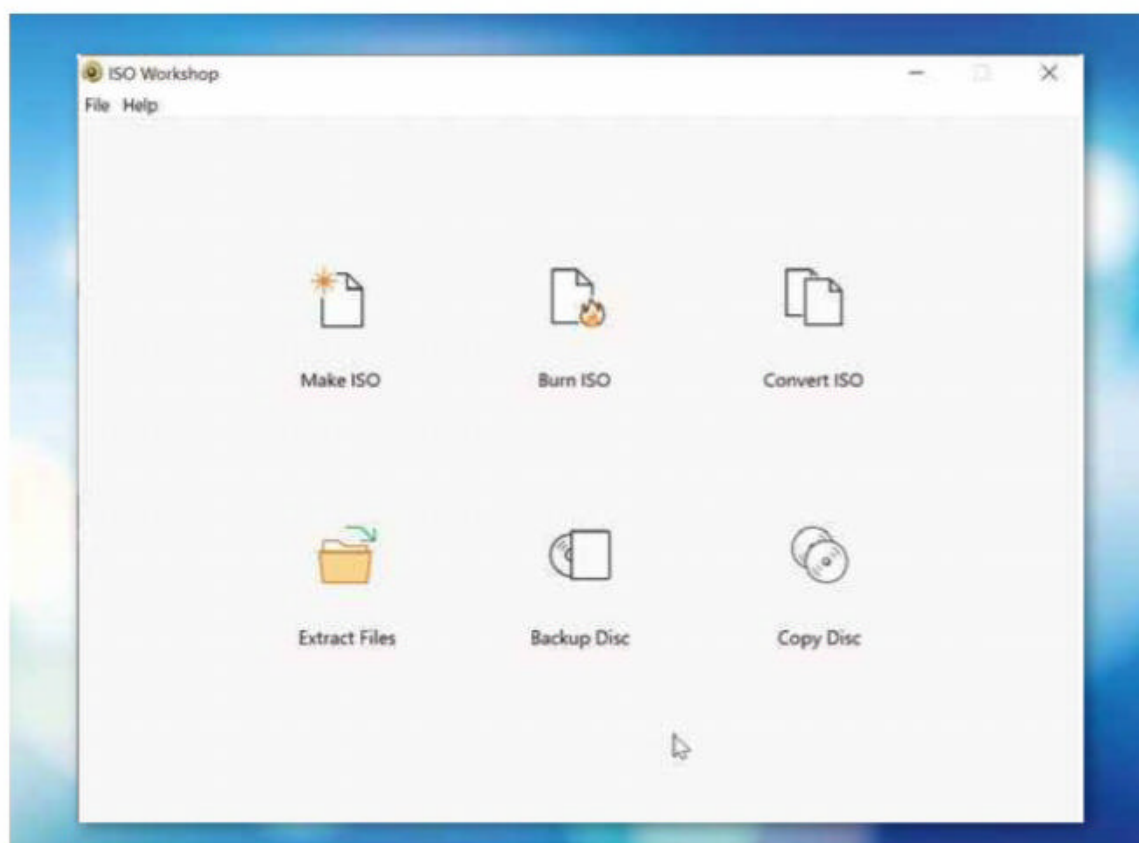 ISO Workshop
File Help
Make ISO Burn ISO Convert ISO
Extract Files Backup Disc Copy Disc